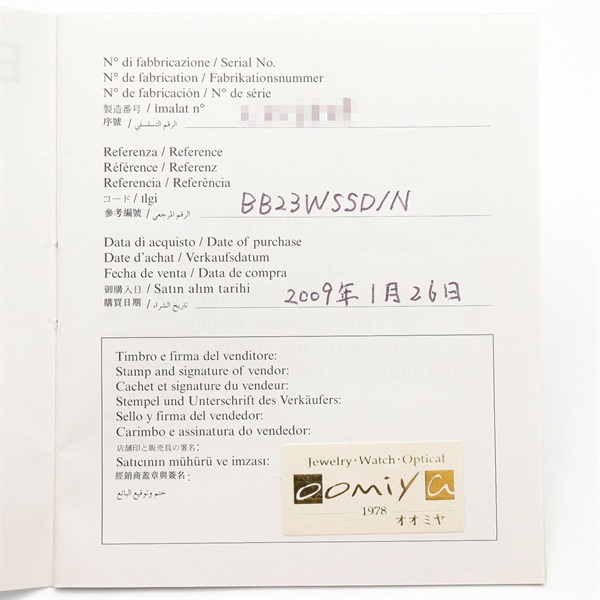 N° di fabbricazione / Serial No.
N° de fabrication / Fabrikationsnummer
N° de fabricación / N° de série
製造番号 / imalat n°
序號 / الرقم التسلسلي
Referenza / Reference
Référence / Referenz
Referencia / Referência
コード / Ilgi
參考編號 / الرقم المرجعي
BB23WSSD/N
Data di acquisto / Date of purchase
Date d'achat / Verkaufsdatum
Fecha de venta / Data de compra
御購入日 / Satın alım tarihi
購買日期 / تاريخ الشراء
2009年1月26日
Timbro e firma del venditore:
Stamp and signature of vendor:
Cachet et signature du vendeur:
Stempel und Unterschrift des Verkäufers:
Sello y firma del vendedor:
Carimbo e assinatura do vendedor:
店舗印と販売員の署名:
Satıcının mühürü ve imzası:
經銷商蓋章與簽名:
ختم وتوقيع البائع
Jewelry・Watch・Optical
oomiya
1978
オオミヤ